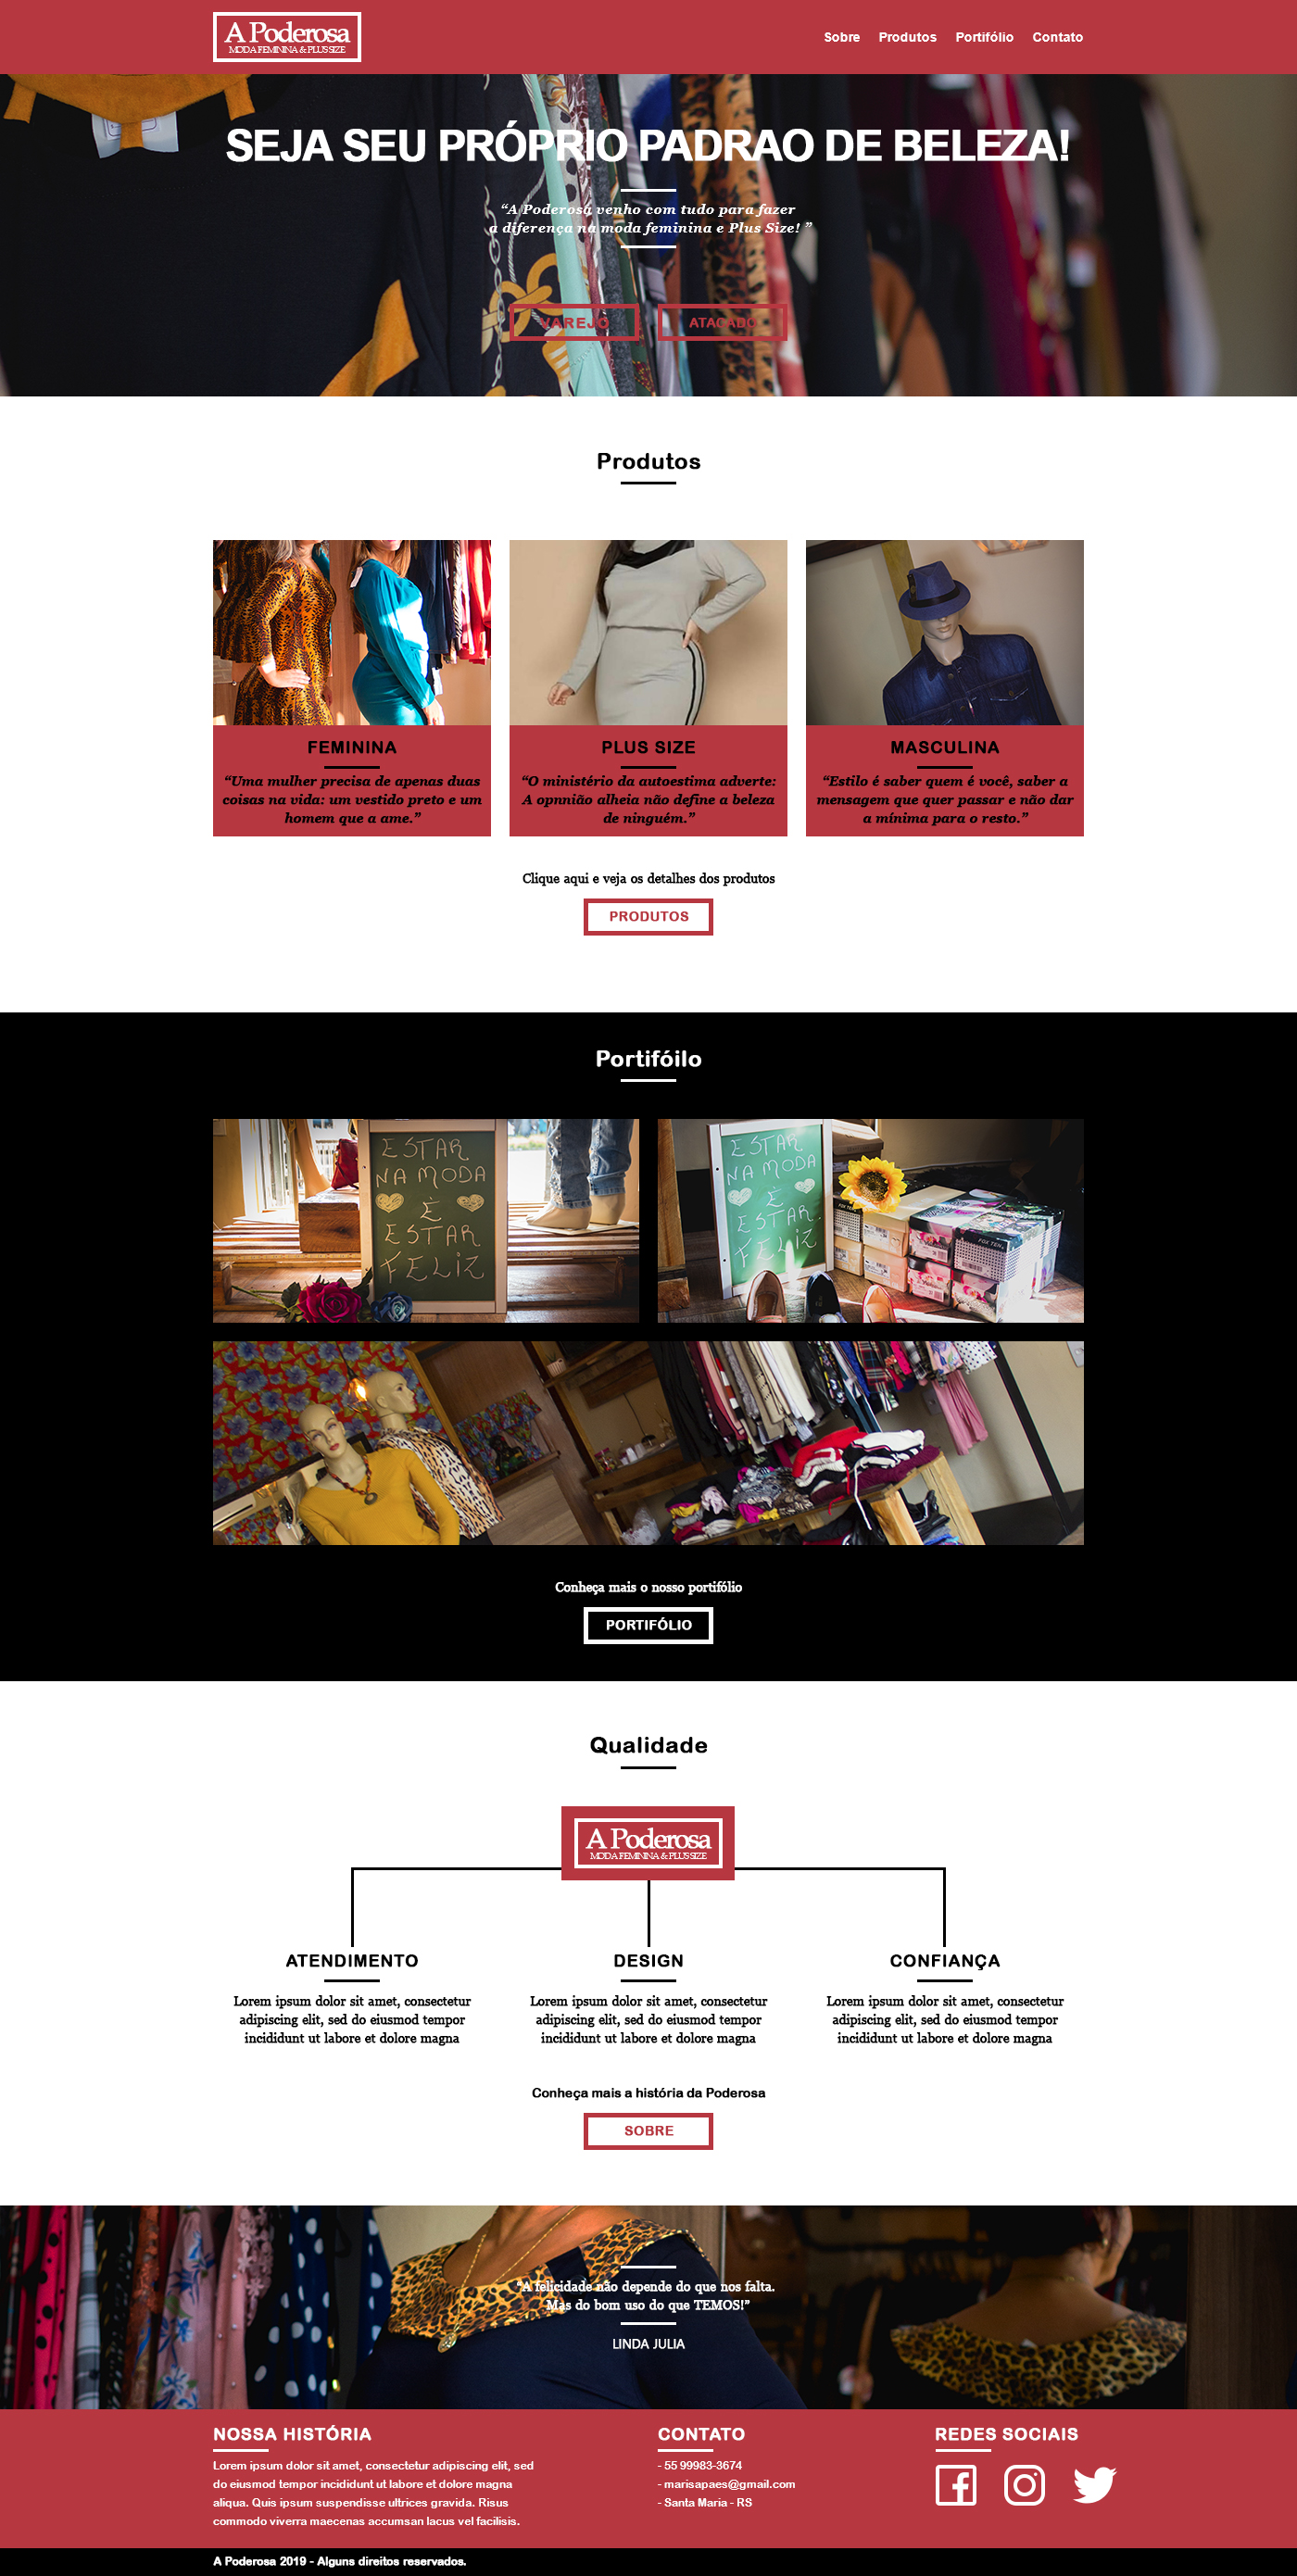 A Poderosa
MODA FEMININA & PLUS SIZE
Sobre Produtos Portifólio Contato
SEJA SEU PRÓPRIO PADRAO DE BELEZA!
“A Poderosa venho com tudo para fazer
a diferença na moda feminina e Plus Size! ”
VAREJO ATACADO
Produtos
FEMININA
“Uma mulher precisa de apenas duas
coisas na vida: um vestido preto e um
homem que a ame.”
PLUS SIZE
“O ministério da autoestima adverte:
A opnnião alheia não define a beleza
de ninguém.”
MASCULINA
“Estilo é saber quem é você, saber a
mensagem que quer passar e não dar
a mínima para o resto.”
Clique aqui e veja os detalhes dos produtos
PRODUTOS
Portifóilo
ESTAR
NA MODA
É
ESTAR
FELIZ
ESTAR
NA MODA
É
ESTAR
FELIZ
FOX TEN
Conheça mais o nosso portifólio
PORTIFÓLIO
Qualidade
A Poderosa
MODA FEMININA & PLUS SIZE
ATENDIMENTO
Lorem ipsum dolor sit amet, consectetur
adipiscing elit, sed do eiusmod tempor
incididunt ut labore et dolore magna
DESIGN
Lorem ipsum dolor sit amet, consectetur
adipiscing elit, sed do eiusmod tempor
incididunt ut labore et dolore magna
CONFIANÇA
Lorem ipsum dolor sit amet, consectetur
adipiscing elit, sed do eiusmod tempor
incididunt ut labore et dolore magna
Conheça mais a história da Poderosa
SOBRE
“A felicidade não depende do que nos falta.
Mas do bom uso do que TEMOS!”
LINDA JULIA
NOSSA HISTÓRIA
Lorem ipsum dolor sit amet, consectetur adipiscing elit, sed
do eiusmod tempor incididunt ut labore et dolore magna
aliqua. Quis ipsum suspendisse ultrices gravida. Risus
commodo viverra maecenas accumsan lacus vel facilisis.
CONTATO
- 55 99983-3674
- marisapaes@gmail.com
- Santa Maria - RS
REDES SOCIAIS
A Poderosa 2019 - Alguns direitos reservados.